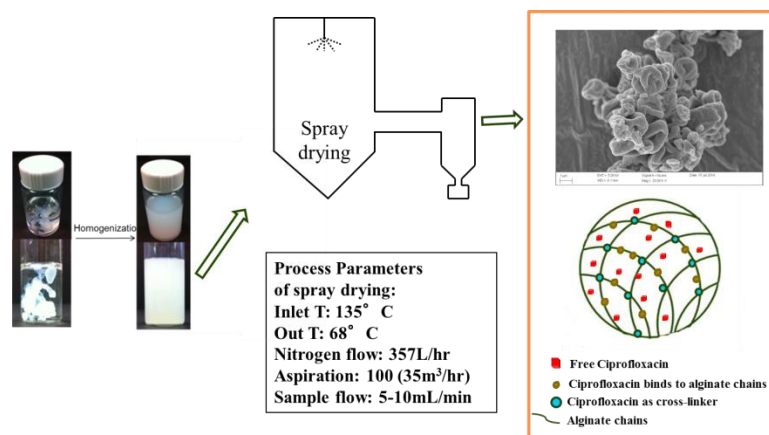 Homogenizatio
Spray
drying
Process Parameters
of spray drying:
Inlet T: 135° C
Out T: 68° C
Nitrogen flow: 357L/hr
Aspiration: 100 (35m³/hr)
Sample flow: 5-10mL/min
Free Ciprofloxacin
Ciprofloxacin binds to alginate chains
Ciprofloxacin as cross-linker
Alginate chains